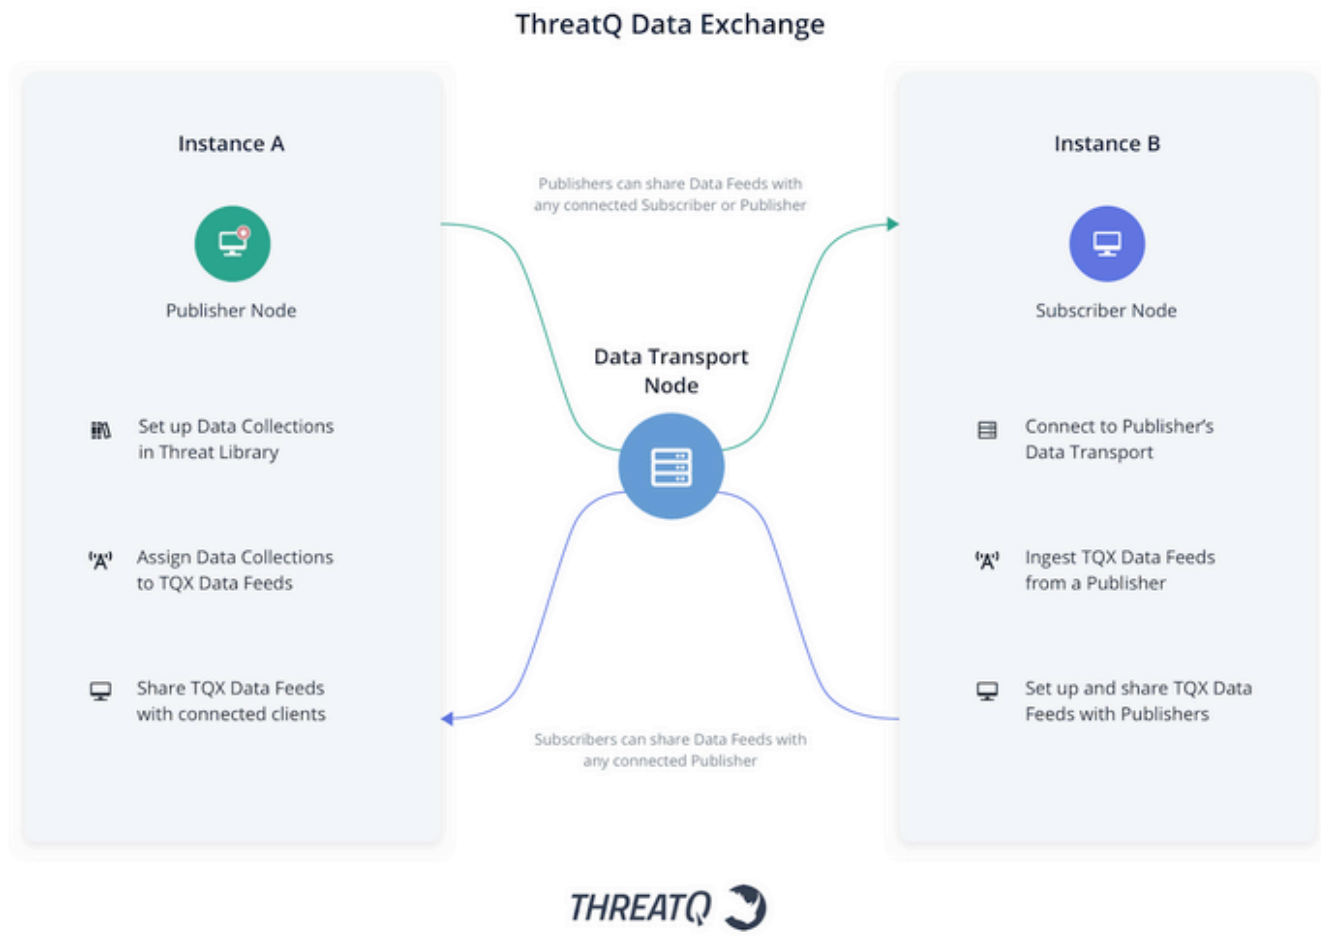 ThreatQ Data Exchange
Instance A
Publisher Node
Set up Data Collections
in Threat Library
Assign Data Collections
to TQX Data Feeds
Share TQX Data Feeds
with connected clients
Publishers can share Data Feeds with
any connected Subscriber or Publisher
Data Transport
Node
Subscribers can share Data Feeds with
any connected Publisher
Instance B
Subscriber Node
Connect to Publisher’s
Data Transport
Ingest TQX Data Feeds
from a Publisher
Set up and share TQX Data
Feeds with Publishers
THREATQ